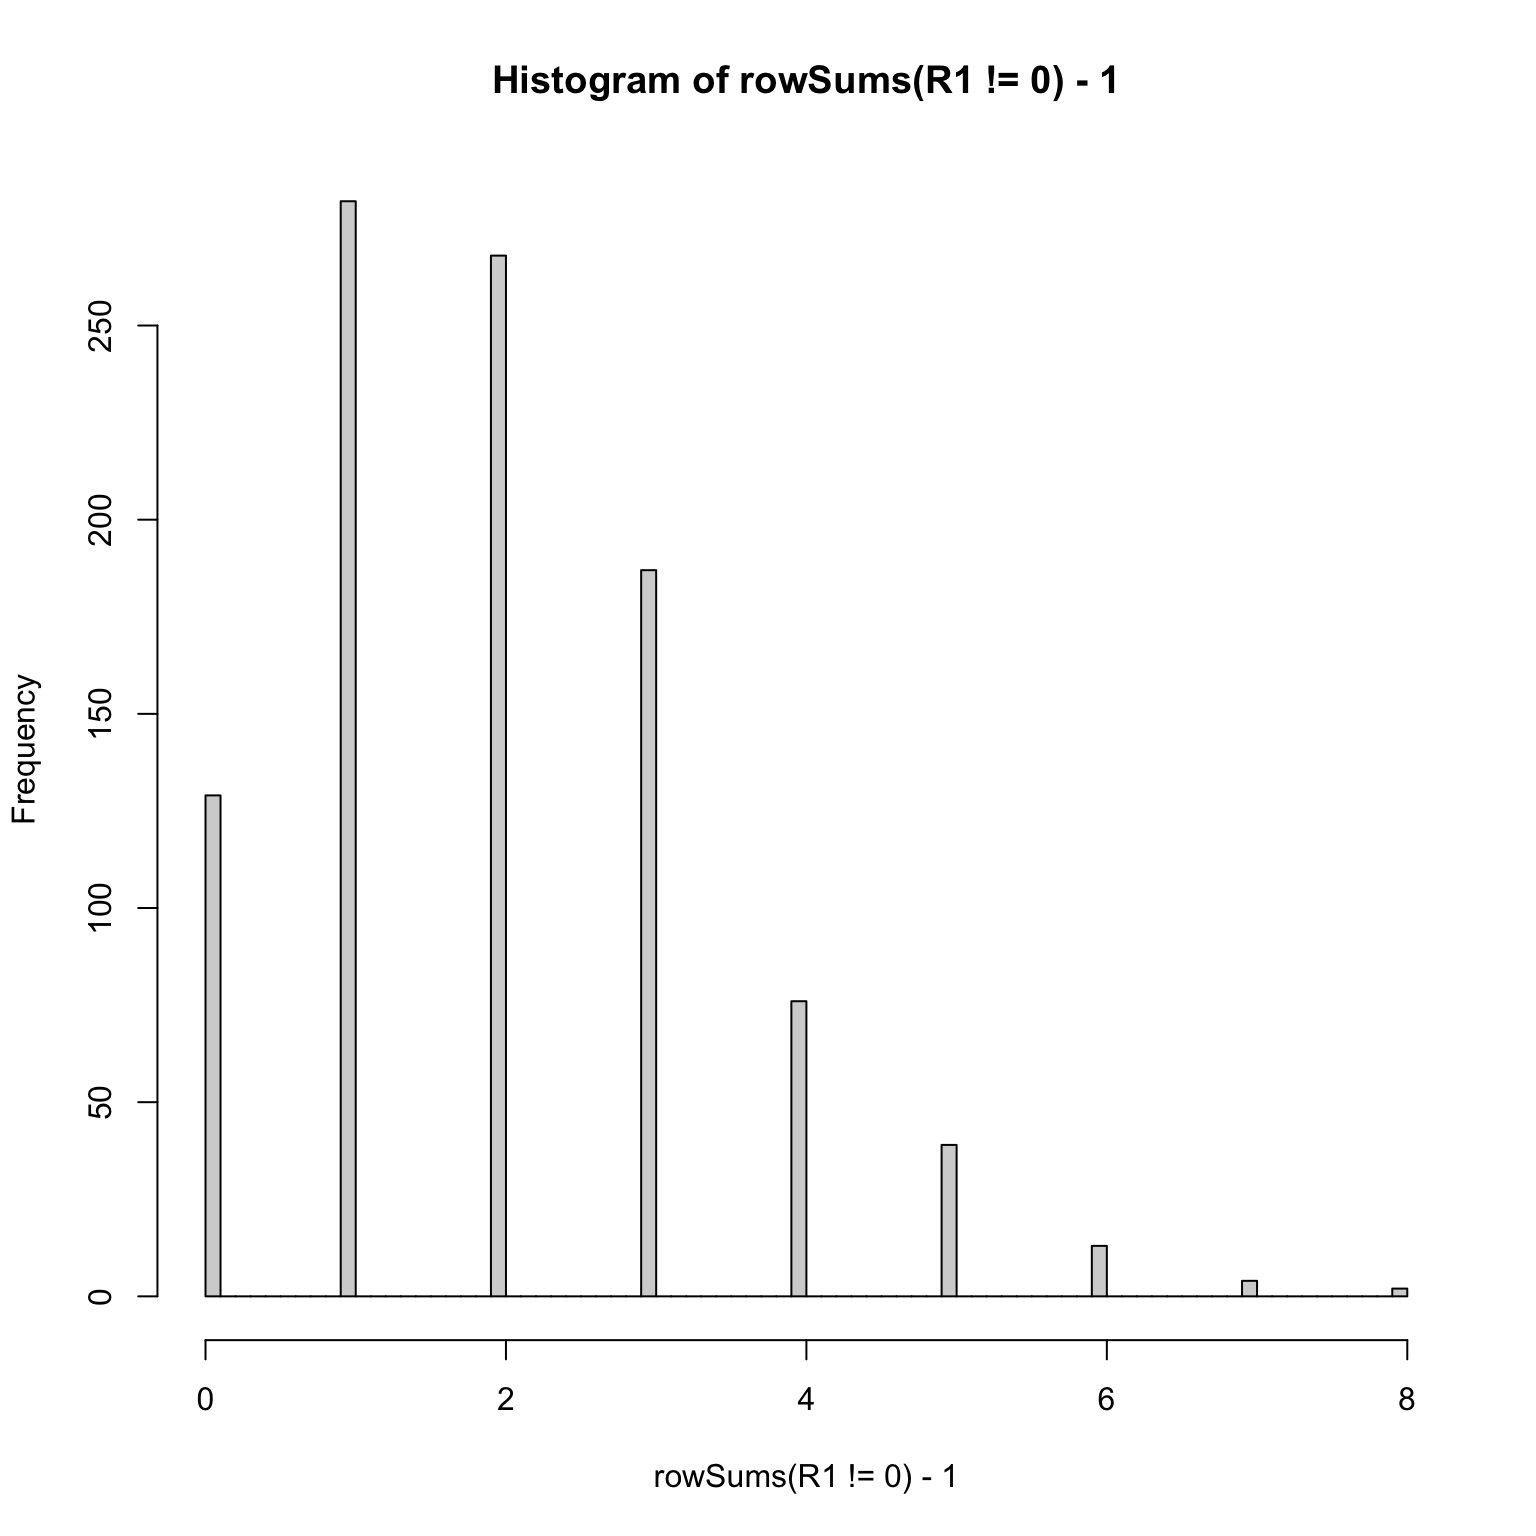 Histogram of rowSums(R1 != 0) - 1
Frequency
250
200
150
100
50
0
0 2 4 6 8
rowSums(R1 != 0) - 1